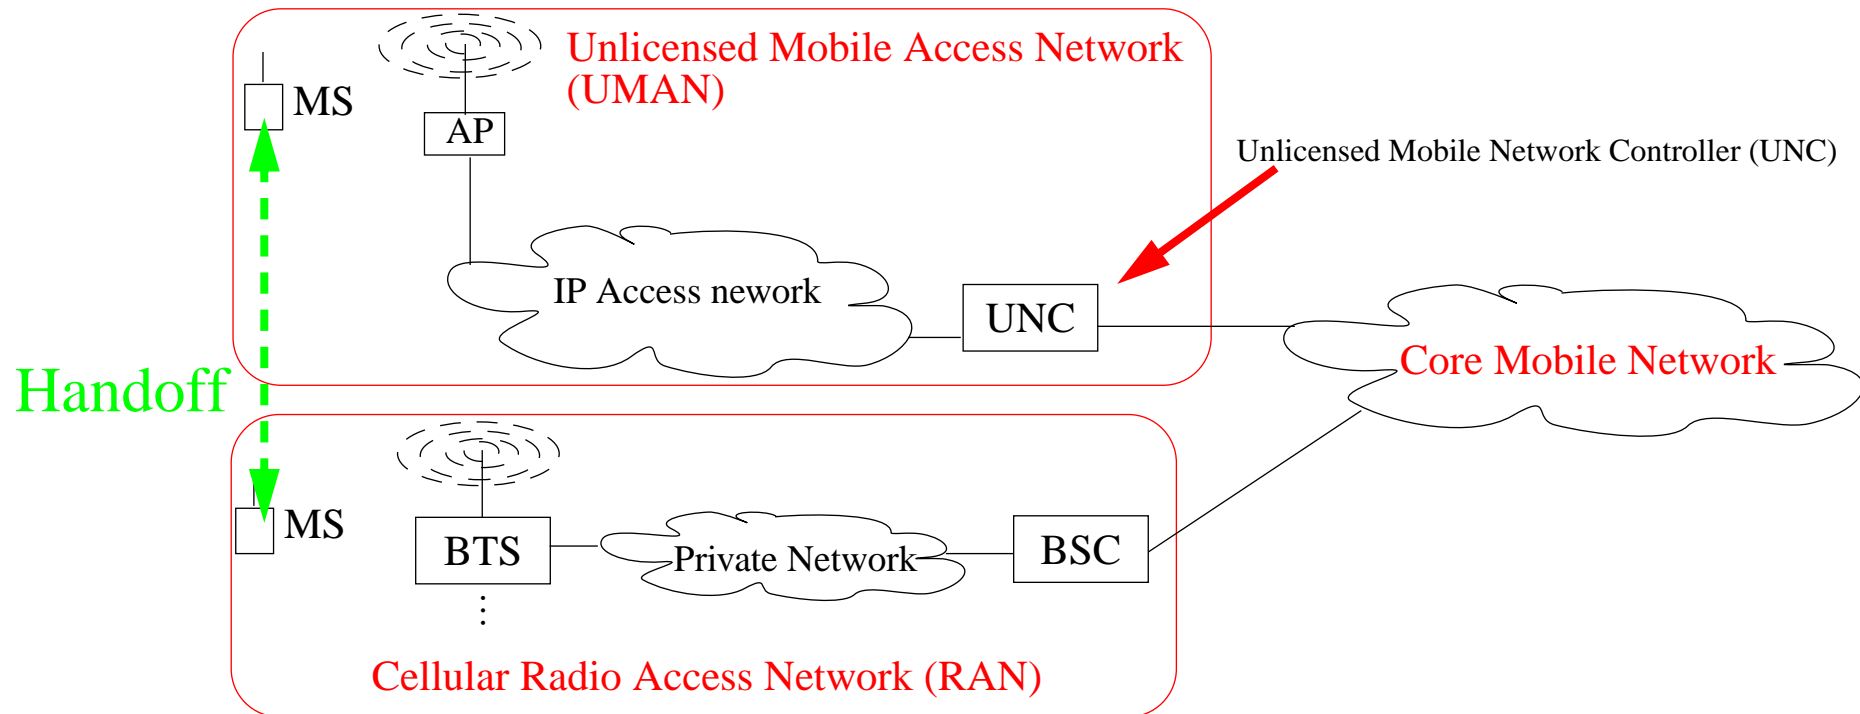 Unlicensed Mobile Access Network
(UMAN)
MS
AP
Unlicensed Mobile Network Controller (UNC)
IP Access nework
UNC
Core Mobile Network
Handoff
MS
BTS
Private Network
BSC
Cellular Radio Access Network (RAN)